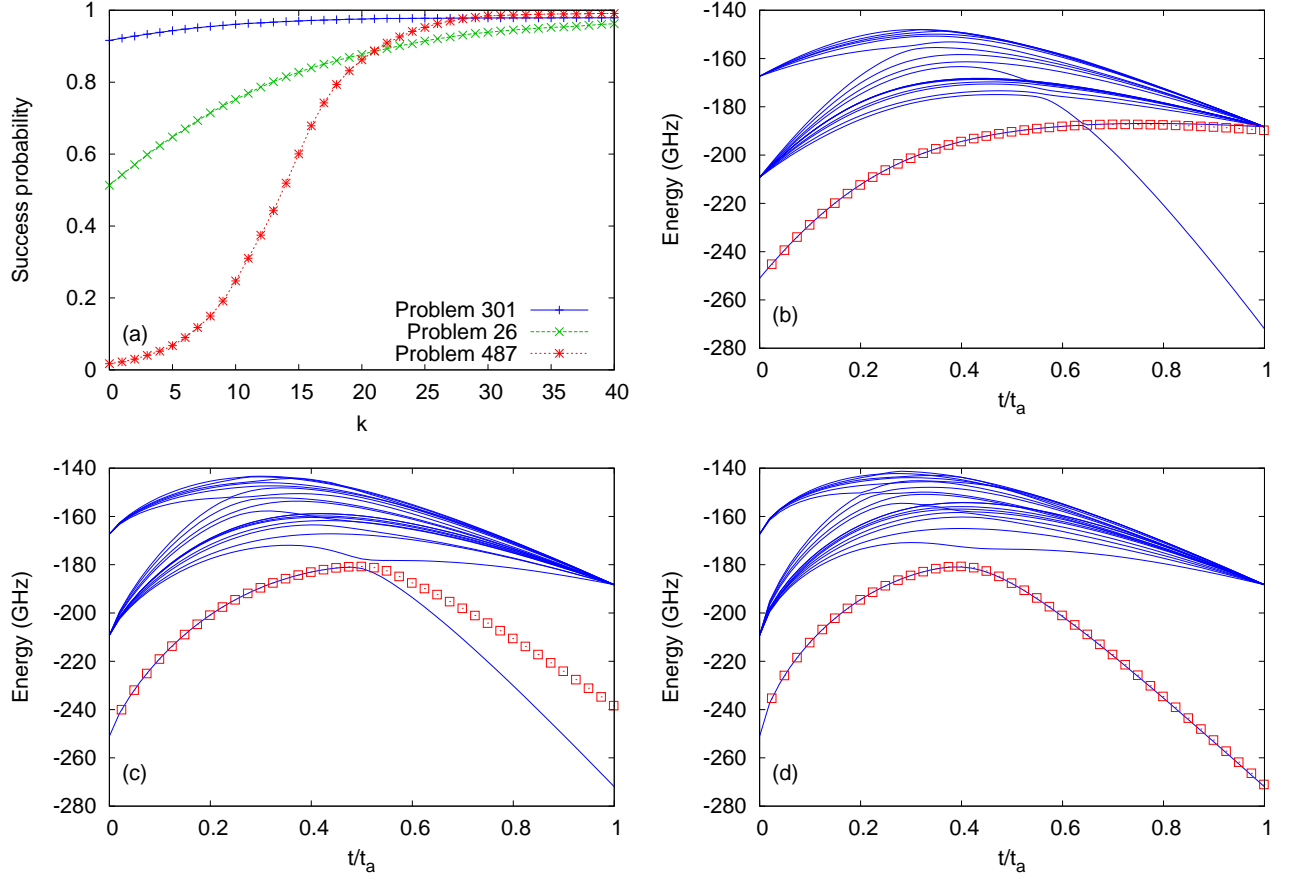 1
0.8
0.6
0.4
0.2
0
Success probability
(a)
Problem 301
Problem 26
Problem 487
0 5 10 15 20 25 30 35 40
k
-140
-160
-180
-200
-220
-240
-260
-280
Energy (GHz)
(b)
0 0.2 0.4 0.6 0.8 1
t/ta
-140
-160
-180
-200
-220
-240
-260
-280
Energy (GHz)
(c)
0 0.2 0.4 0.6 0.8 1
t/ta
-140
-160
-180
-200
-220
-240
-260
-280
Energy (GHz)
(d)
0 0.2 0.4 0.6 0.8 1
t/ta